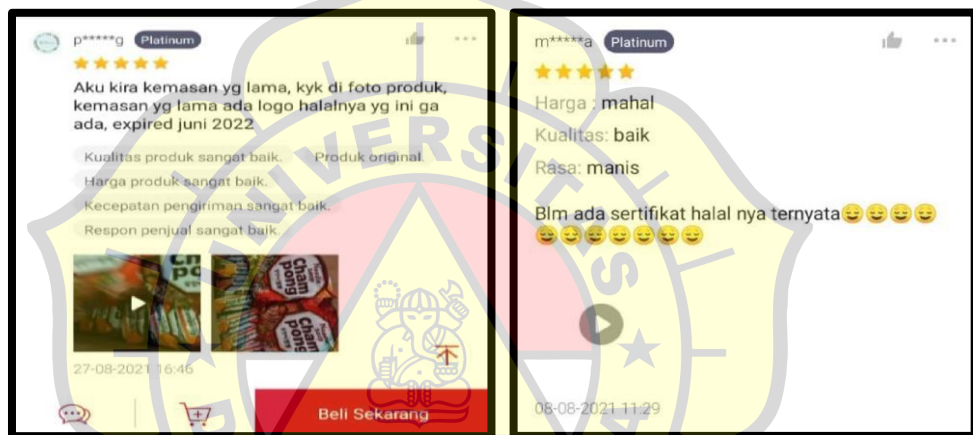 p*****g Platinum
Aku kira kemasan yg lama, kyk di foto produk,
kemasan yg lama ada logo halalnya yg ini ga
ada, expired juni 2022
Kualitas produk sangat baik. Produk original.
Harga produk sangat baik.
Kecepatan pengiriman sangat baik.
Respon penjual sangat baik.
Cham
pong
Cham
pong
27-08-2021 16:46
Beli Sekarang
m*****a Platinum
Harga : mahal
Kualitas: baik
Rasa: manis
Blm ada sertifikat halal nya ternyata😌😌😌😌
😌😌😌😌😌😌😌
08-08-2021 11:29
UNIVERSITAS